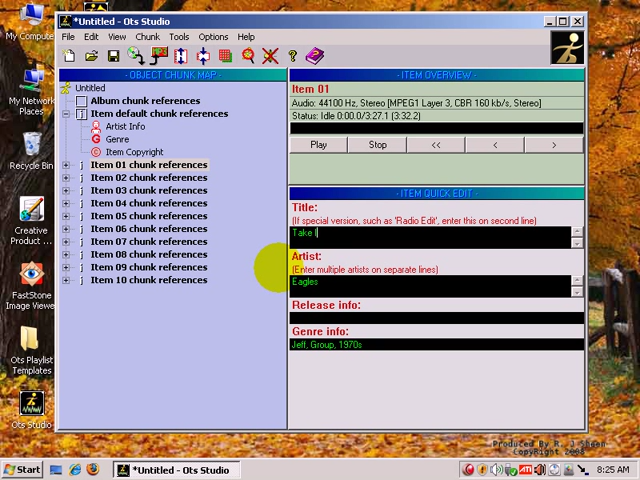 *Untitled - Ots Studio
File Edit View Chunk Tools Options Help
- OBJECT CHUNK MAP -
Untitled
Album chunk references
Item default chunk references
Artist Info
Genre
Item Copyright
Item 01 chunk references
Item 02 chunk references
Item 03 chunk references
Item 04 chunk references
Item 05 chunk references
Item 06 chunk references
Item 07 chunk references
Item 08 chunk references
Item 09 chunk references
Item 10 chunk references
- ITEM OVERVIEW -
Item 01
Audio: 44100 Hz, Stereo [MPEG1 Layer 3, CBR 160 kb/s, Stereo]
Status: Idle 0:00.0/3:27.1 (3:32.2)
Play Stop << < >
- ITEM QUICK EDIT -
Title:
(If special version, such as 'Radio Edit', enter this on second line)
Take I
Artist:
(Enter multiple artists on separate lines)
Eagles
Release info:
Genre info:
Jeff, Group, 1970s
My Computer
My Network
Places
Recycle Bin
Creative
Product ...
FastStone
Image Viewer
Ots Playlist
Templates
Ots Studio
Produced By R. J Sheen
CopyRight 2008
Start
*Untitled - Ots Studio
ATI
8:25 AM